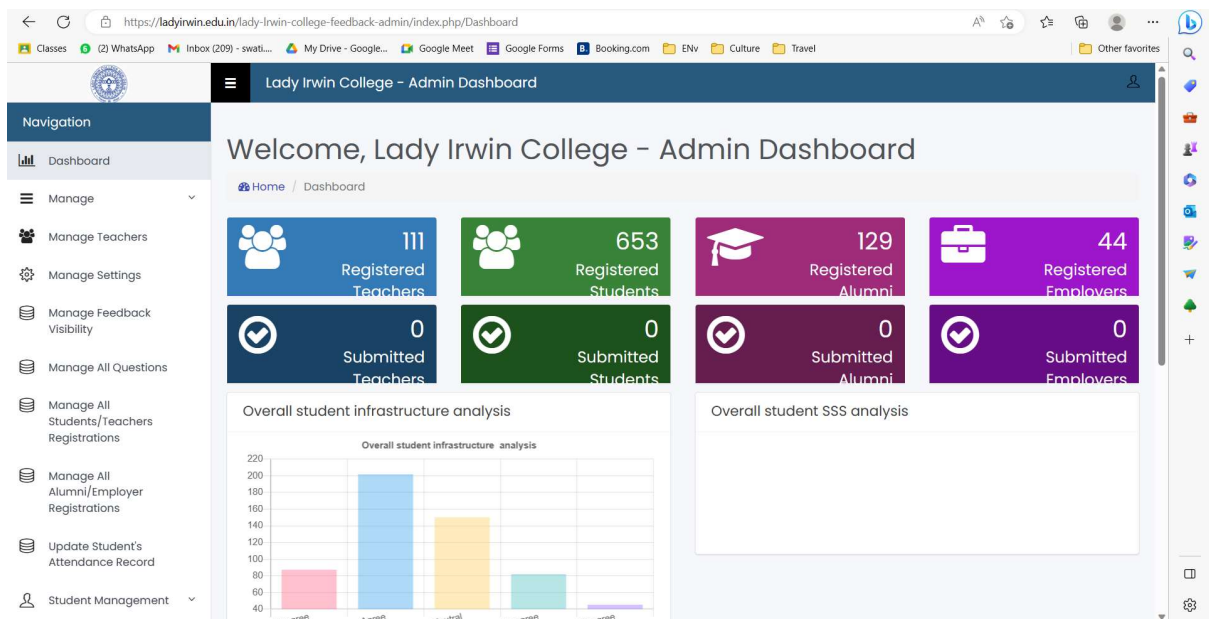 https://ladyirwin.edu.in/lady-Irwin-college-feedback-admin/index.php/Dashboard
Classes
(2) WhatsApp
Inbox (209) - swati....
My Drive - Google...
Google Meet
Google Forms
B. Booking.com
ENv
Culture
Travel
Other favorites
Lady Irwin College - Admin Dashboard
Navigation
Dashboard
Manage
Manage Teachers
Manage Settings
Manage Feedback
Visibility
Manage All Questions
Manage All
Students/Teachers
Registrations
Manage All
Alumni/Employer
Registrations
Update Student's
Attendance Record
Student Management
Welcome, Lady Irwin College - Admin Dashboard
Home / Dashboard
111
Registered
Teachers
653
Registered
Students
129
Registered
Alumni
44
Registered
Employers
0
Submitted
Teachers
0
Submitted
Students
0
Submitted
Alumni
0
Submitted
Employers
Overall student infrastructure analysis
Overall student infrastructure analysis
220
200
180
160
140
120
100
80
60
40
Overall student SSS analysis